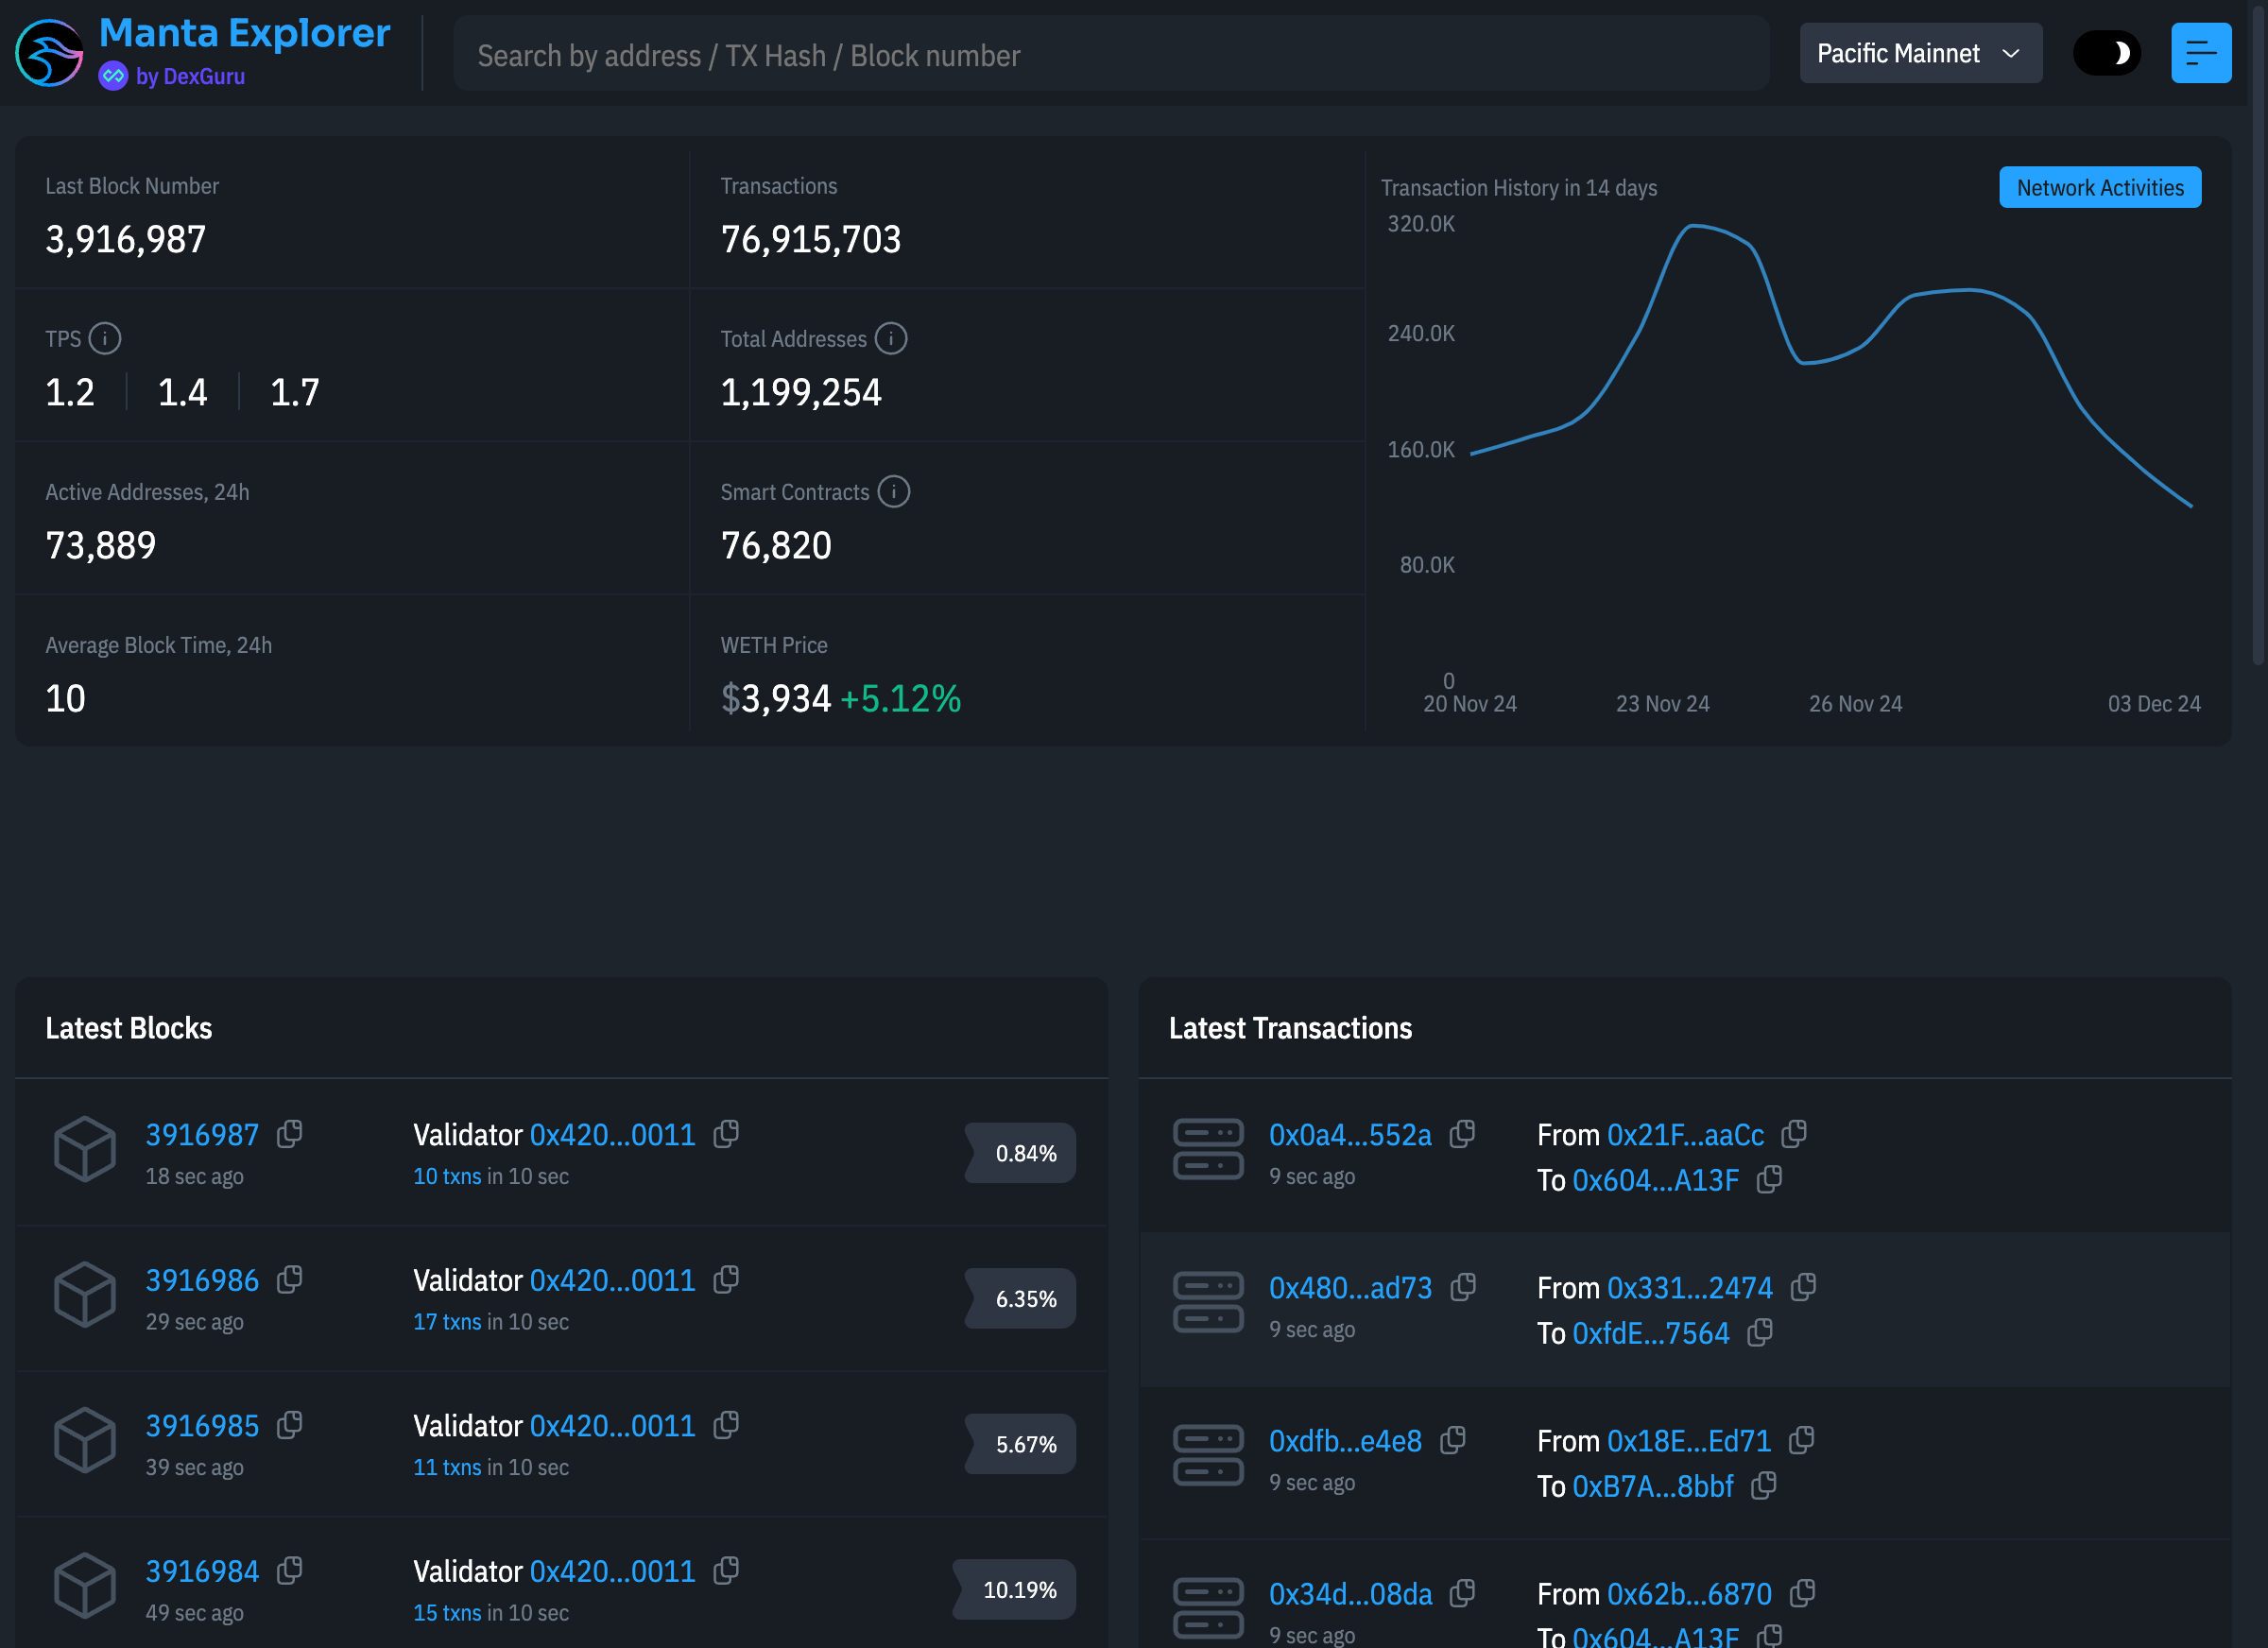 Manta Explorer
by DexGuru
Search by address / TX Hash / Block number
Pacific Mainnet
Last Block Number
3,916,987
Transactions
76,915,703
TPS
1.2
1.4
1.7
Total Addresses
1,199,254
Active Addresses, 24h
73,889
Smart Contracts
76,820
Average Block Time, 24h
10
WETH Price
$3,934 +5.12%
Transaction History in 14 days
Network Activities
320.0K
240.0K
160.0K
80.0K
0
20 Nov 24
23 Nov 24
26 Nov 24
03 Dec 24
Latest Blocks
3916987
18 sec ago
Validator 0x420...0011
10 txns in 10 sec
0.84%
3916986
29 sec ago
Validator 0x420...0011
17 txns in 10 sec
6.35%
3916985
39 sec ago
Validator 0x420...0011
11 txns in 10 sec
5.67%
3916984
49 sec ago
Validator 0x420...0011
15 txns in 10 sec
10.19%
Latest Transactions
0x0a4...552a
9 sec ago
From 0x21F...aaCc
To 0x604...A13F
0x480...ad73
9 sec ago
From 0x331...2474
To 0xfdE...7564
0xdfb...e4e8
9 sec ago
From 0x18E...Ed71
To 0xB7A...8bbf
0x34d...08da
9 sec ago
From 0x62b...6870
To 0x604...A13F